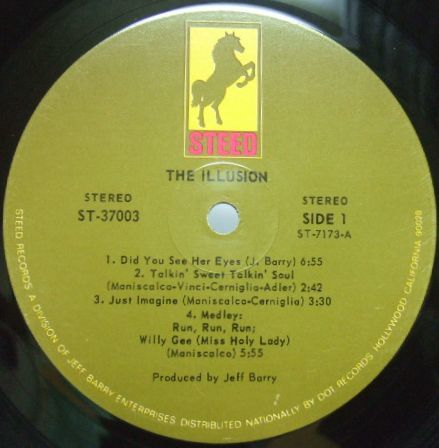 STEED
THE ILLUSION
STEREO
ST-37003
STEREO
SIDE 1
ST-7173-A
1. Did You See Her Eyes (J. Barry) 6:55
2. Talkin' Sweet Talkin' Soul
(Maniscalco-Vinci-Cerniglia-Adler) 2:42
3. Just Imagine (Maniscalco-Cerniglia) 3:30
4. Medley:
Run, Run, Run;
Willy Gee (Miss Holy Lady)
(Maniscalco) 5:55
Produced by Jeff Barry
STEED RECORDS A DIVISION OF JEFF BARRY ENTERPRISES DISTRIBUTED NATIONALLY BY DOT RECORDS HOLLYWOOD CALIFORNIA 90028